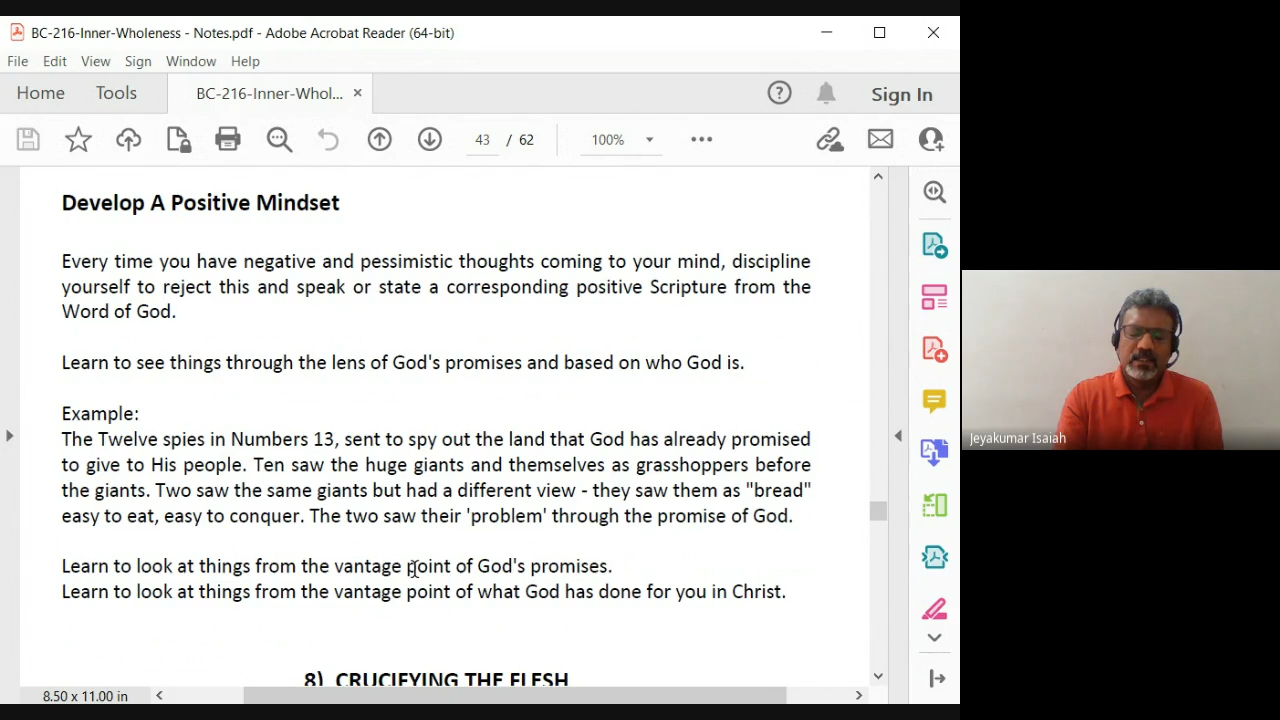 BC-216-Inner-Wholeness - Notes.pdf - Adobe Acrobat Reader (64-bit)
File Edit View Sign Window Help
Home Tools BC-216-Inner-Whol... × Sign In
43 / 62 100%
Develop A Positive Mindset
Every time you have negative and pessimistic thoughts coming to your mind, discipline
yourself to reject this and speak or state a corresponding positive Scripture from the
Word of God.
Learn to see things through the lens of God's promises and based on who God is.
Example:
The Twelve spies in Numbers 13, sent to spy out the land that God has already promised
to give to His people. Ten saw the huge giants and themselves as grasshoppers before
the giants. Two saw the same giants but had a different view - they saw them as "bread"
easy to eat, easy to conquer. The two saw their 'problem' through the promise of God.
Learn to look at things from the vantage point of God's promises.
Learn to look at things from the vantage point of what God has done for you in Christ.
8) CRUCIFYING THE FLESH
8.50 x 11.00 in
Jeyakumar Isaiah